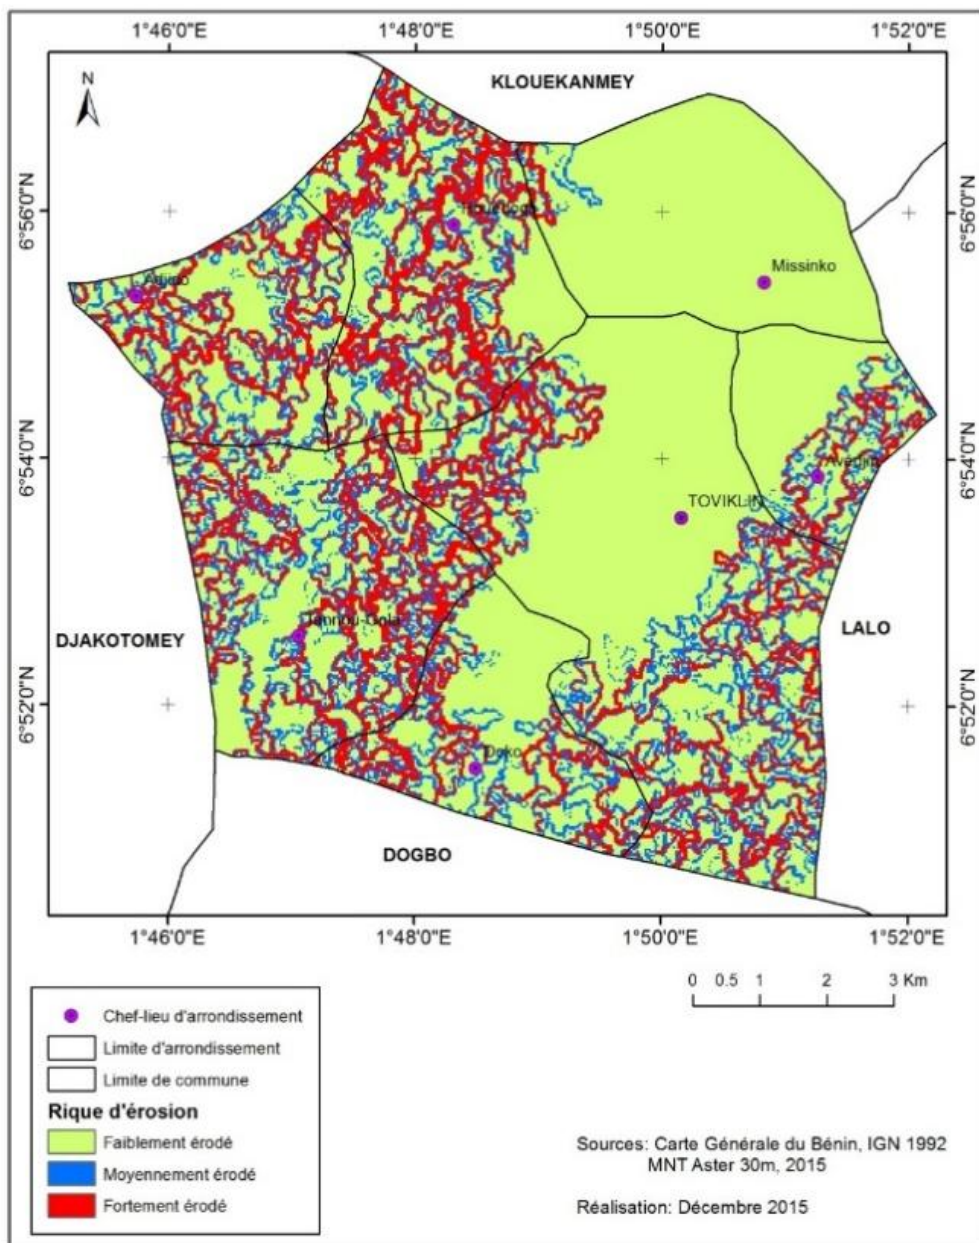 1°46'0"E 1°48'0"E 1°50'0"E 1°52'0"E
KLOUEKANMEY
N
6°56'0"N 6°56'0"N
Missinko
Adjido
6°54'0"N 6°54'0"N
Avédjin
TOVIKLIN
Tannou-Gola
DJAKOTOMEY
LALO
6°52'0"N 6°52'0"N
Doko
DOGBO
1°46'0"E 1°48'0"E 1°50'0"E 1°52'0"E
0 0.5 1 2 3 Km
Chef-lieu d'arrondissement
Limite d'arrondissement
Limite de commune
Rique d'érosion
Faiblement érodé
Moyennement érodé
Fortement érodé
Sources: Carte Générale du Bénin, IGN 1992
MNT Aster 30m, 2015
Réalisation: Décembre 2015